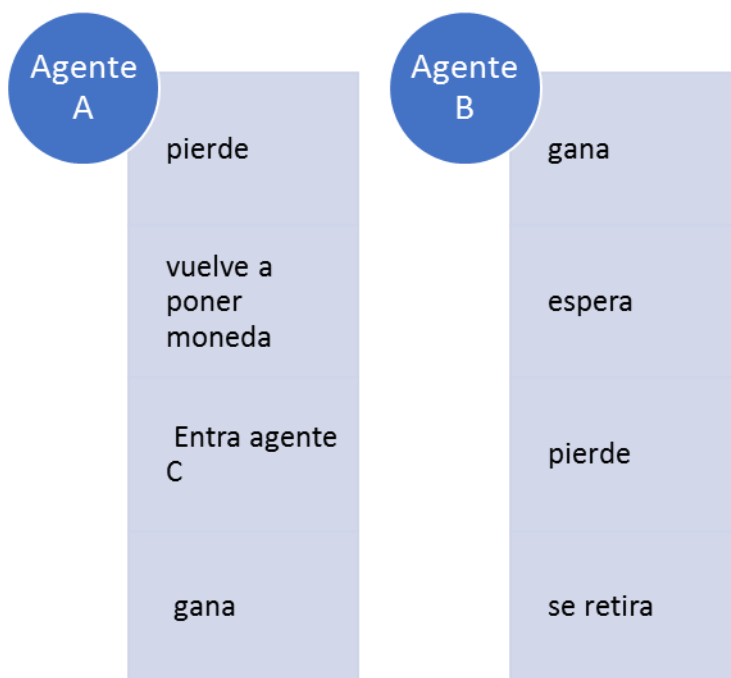 Agente
A
pierde
vuelve a
poner
moneda
Entra agente
C
gana
Agente
B
gana
espera
pierde
se retira